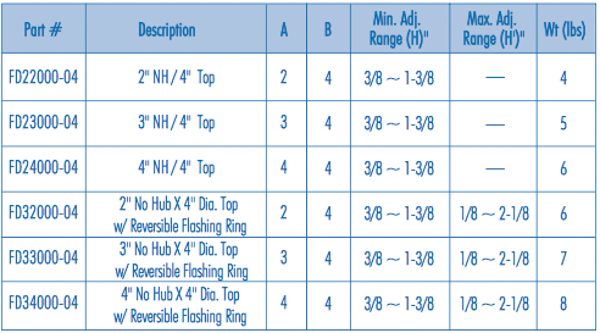 Part # Description A B Min. Adj. Range (H)" Max. Adj. Range (H')" Wt (lbs)
FD22000-04 2" NH / 4" Top 2 4 3/8 ~ 1-3/8 — 4
FD23000-04 3" NH / 4" Top 3 4 3/8 ~ 1-3/8 — 5
FD24000-04 4" NH / 4" Top 4 4 3/8 ~ 1-3/8 — 6
FD32000-04 2" No Hub X 4" Dia. Top w/ Reversible Flashing Ring 2 4 3/8 ~ 1-3/8 1/8 ~ 2-1/8 6
FD33000-04 3" No Hub X 4" Dia. Top w/ Reversible Flashing Ring 3 4 3/8 ~ 1-3/8 1/8 ~ 2-1/8 7
FD34000-04 4" No Hub X 4" Dia. Top w/ Reversible Flashing Ring 4 4 3/8 ~ 1-3/8 1/8 ~ 2-1/8 8